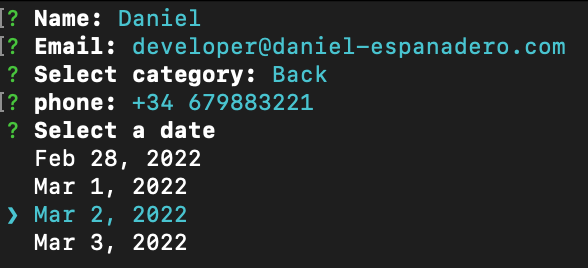 ? Name: Daniel
? Email: developer@daniel-espanadero.com
? Select category: Back
? phone: +34 679883221
? Select a date
Feb 28, 2022
Mar 1, 2022
❯ Mar 2, 2022
Mar 3, 2022